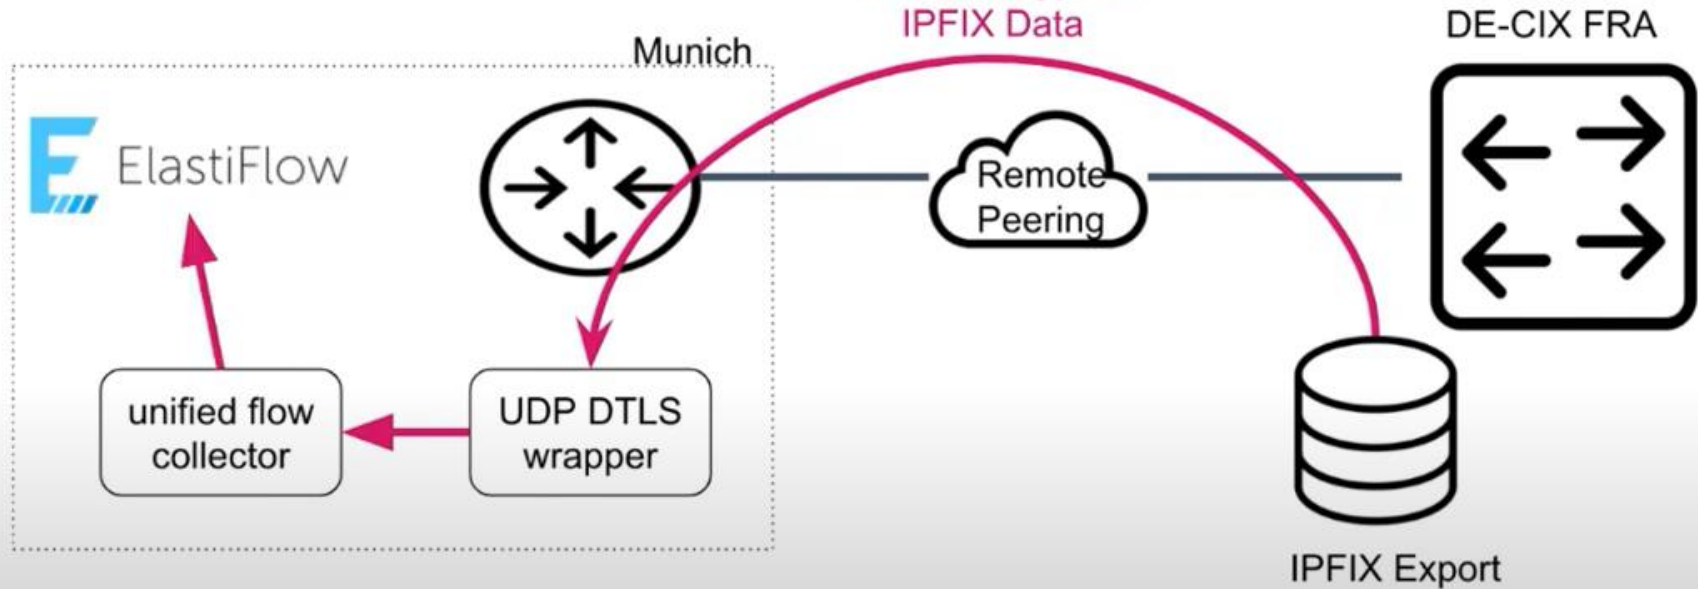 IPFIX Data
DE-CIX FRA
Munich
ElastiFlow
Remote
Peering
unified flow
collector
UDP DTLS
wrapper
IPFIX Export